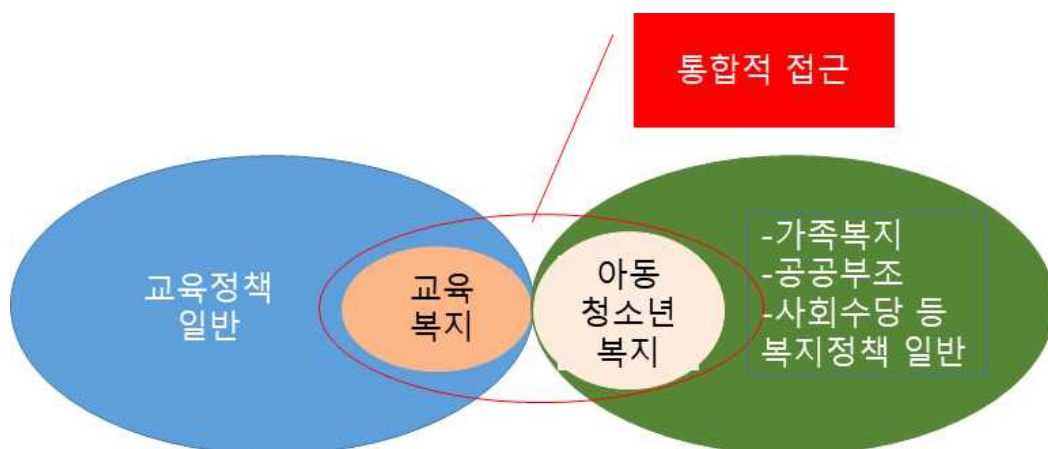 통합적 접근
교육정책
일반
교육
복지
아동
청소년
복지
-가족복지
-공공부조
-사회수당 등
복지정책 일반